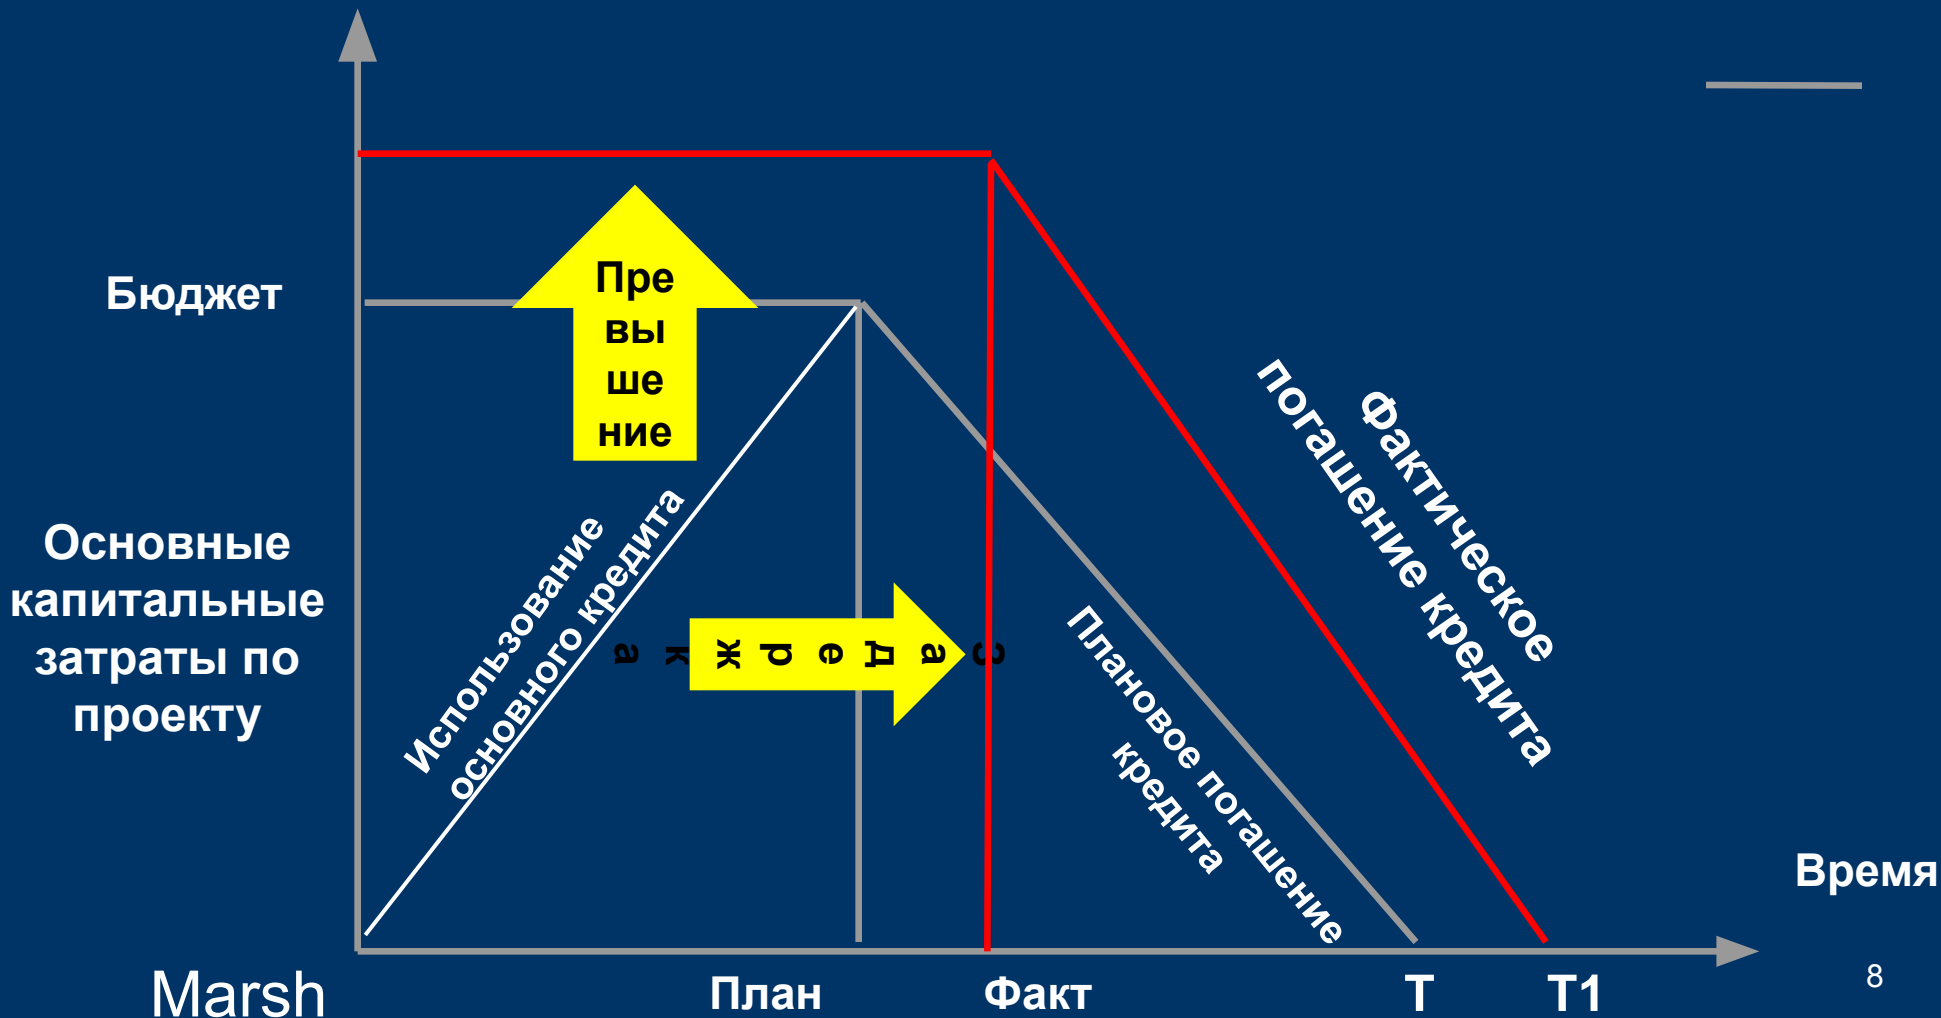 Бюджет
Пре
вы
ше
ние
Основные
капитальные
затраты по
проекту
Использование
основного кредита
Задержка
Плановое погашение
кредита
Фактическое
погашение кредита
Время
План
Факт
T
T1
Marsh
8